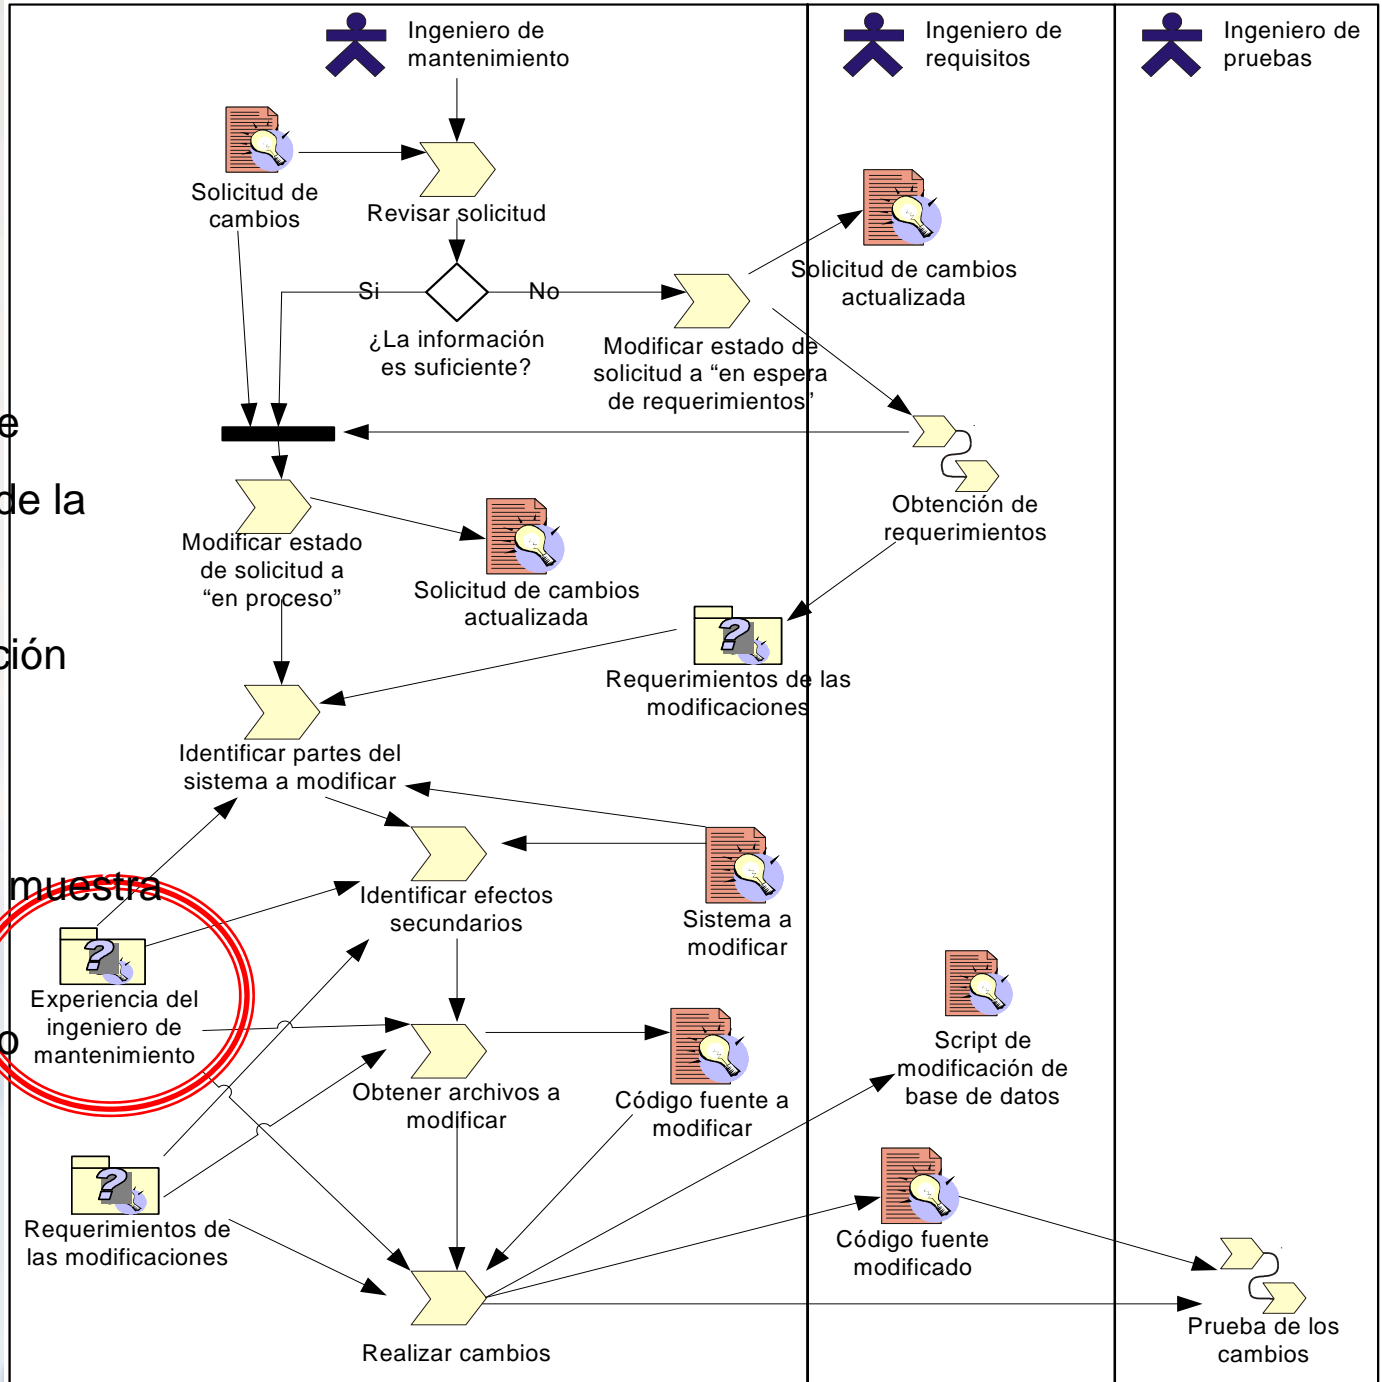 Ingeniero de
mantenimiento
Ingeniero de
requisitos
Ingeniero de
pruebas
Solicitud de
cambios
Revisar solicitud
Solicitud de cambios
actualizada
Si
No
¿La información
es suficiente?
Modificar estado de
solicitud a “en espera
de requerimientos’
e
de la
Obtención de
requerimientos
Modificar estado
de solicitud a
“en proceso”
Solicitud de cambios
actualizada
ción
Requerimientos de las
modificaciones
Identificar partes del
sistema a modificar
muestra
Identificar efectos
secundarios
Sistema a
modificar
Experiencia del
ingeniero de
mantenimiento
o
Script de
modificación de
base de datos
Obtener archivos a
modificar
Código fuente a
modificar
Requerimientos de
las modificaciones
Código fuente
modificado
Realizar cambios
Prueba de los
cambios